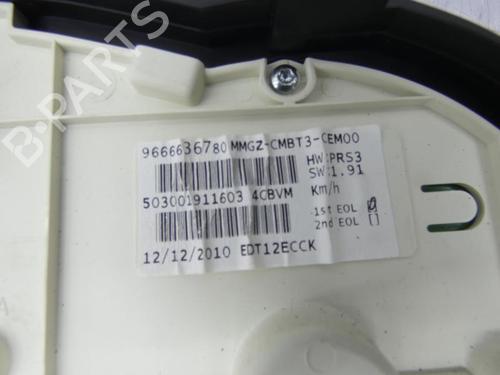 9666636780 MMGZ-CMBT3-CEM00
HW:PRS3
SW:1.91
503001911603 4CBVM
Km/h
1st EOL [0]
2nd EOL []
12/12/2010 EDT12ECCK
B-Parts